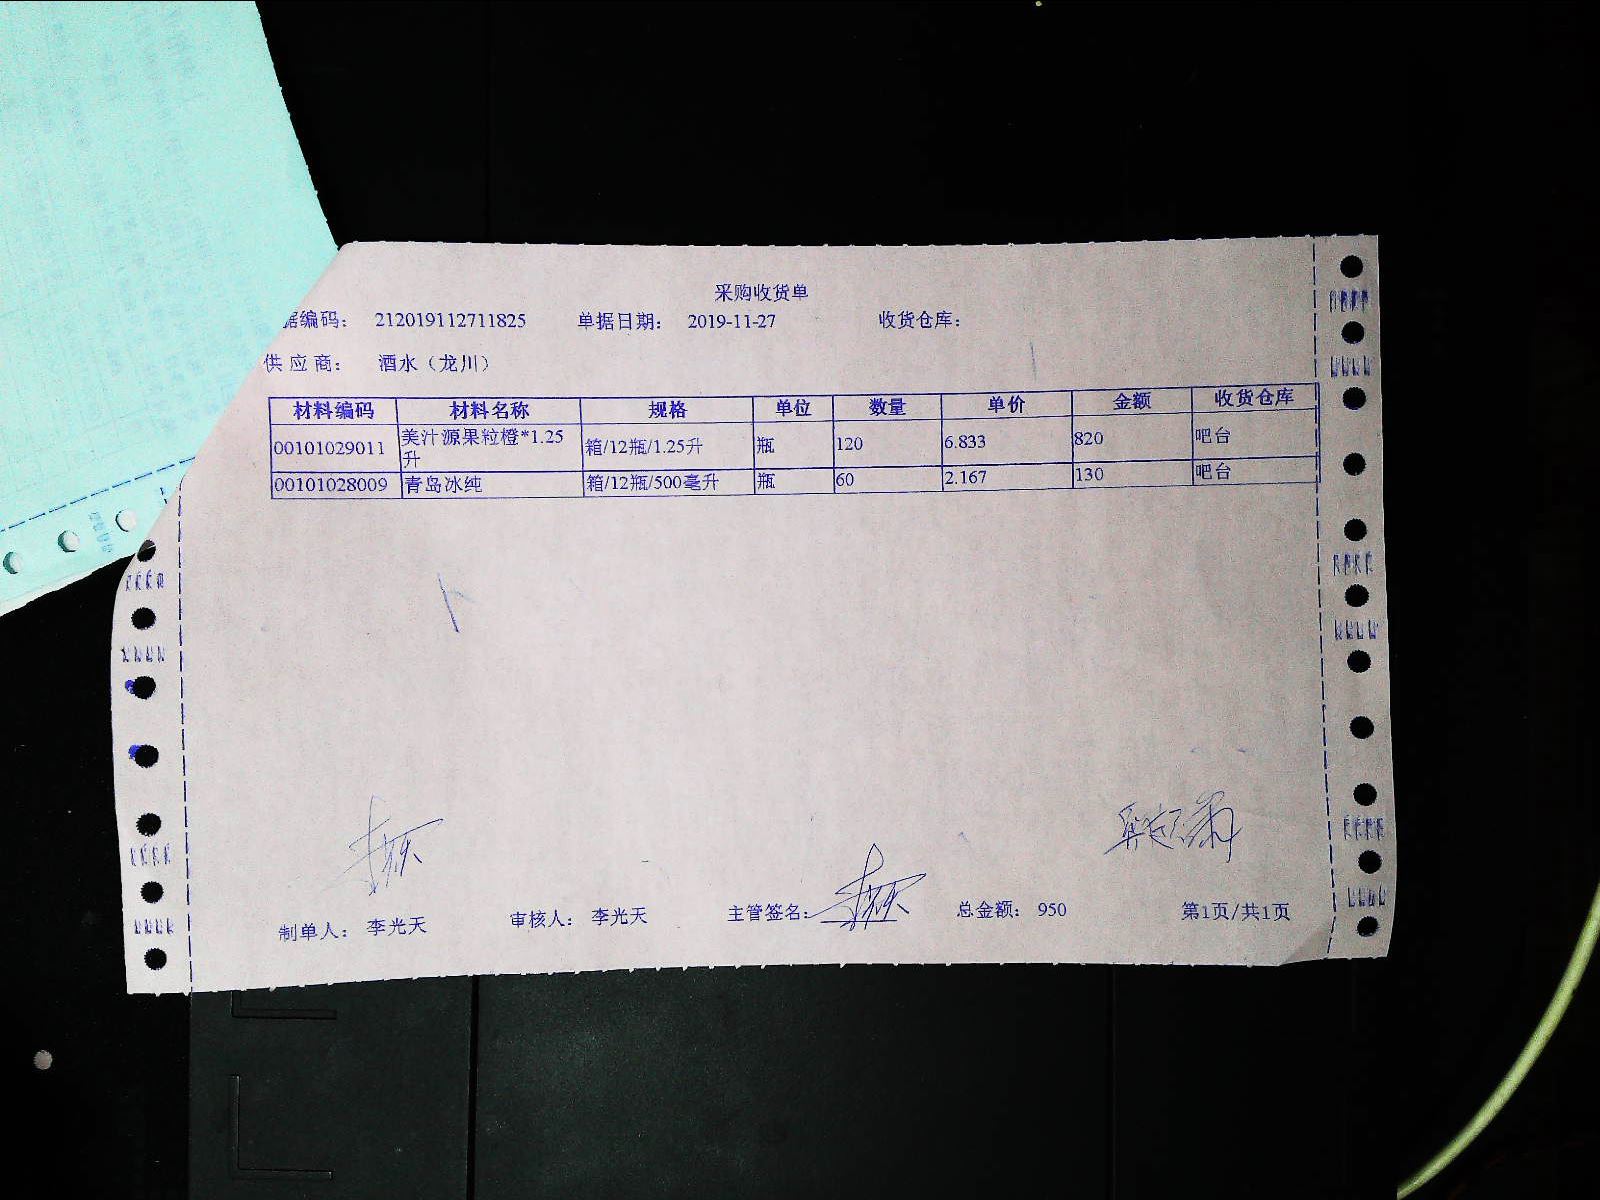 采购收货单
据编码： 212019112711825 单据日期： 2019-11-27 收货仓库：
供应商： 酒水（龙川）
材料编码 材料名称 规格 单位 数量 单价 金额 收货仓库
00101029011 美汁源果粒橙*1.25升 箱/12瓶/1.25升 瓶 120 6.833 820 吧台
00101028009 青岛冰纯 箱/12瓶/500毫升 瓶 60 2.167 130 吧台
制单人： 李光天 审核人： 李光天 主管签名： 总金额： 950 第1页/共1页